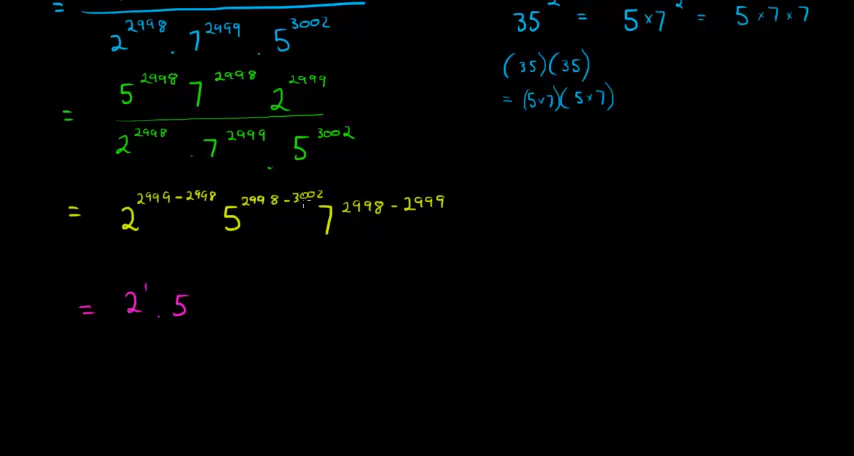 =
2^2998 . 7^2999 . 5^3002
= 5^2998 7^2998 2^2999
2^2998 . 7^2999 . 5^3002
= 2^2999-2998 5^2998-3002 7^2998-2999
= 2^1 . 5
35^2 = 5×7^2 = 5×7×7
(35)(35)
= (5×7)(5×7)